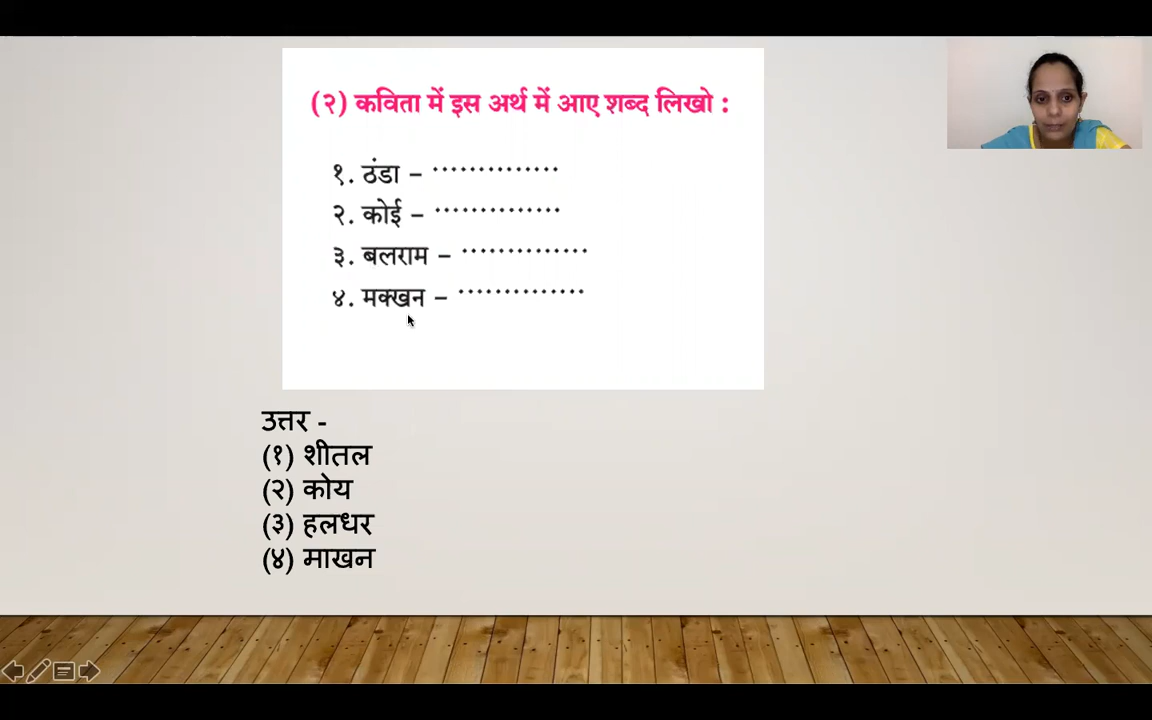 (२) कविता में इस अर्थ में आए शब्द लिखो :
१. ठंडा – ··············
२. कोई – ··············
३. बलराम – ··············
४. मक्खन – ··············
उत्तर -
(१) शीतल
(२) कोय
(३) हलधर
(४) माखन